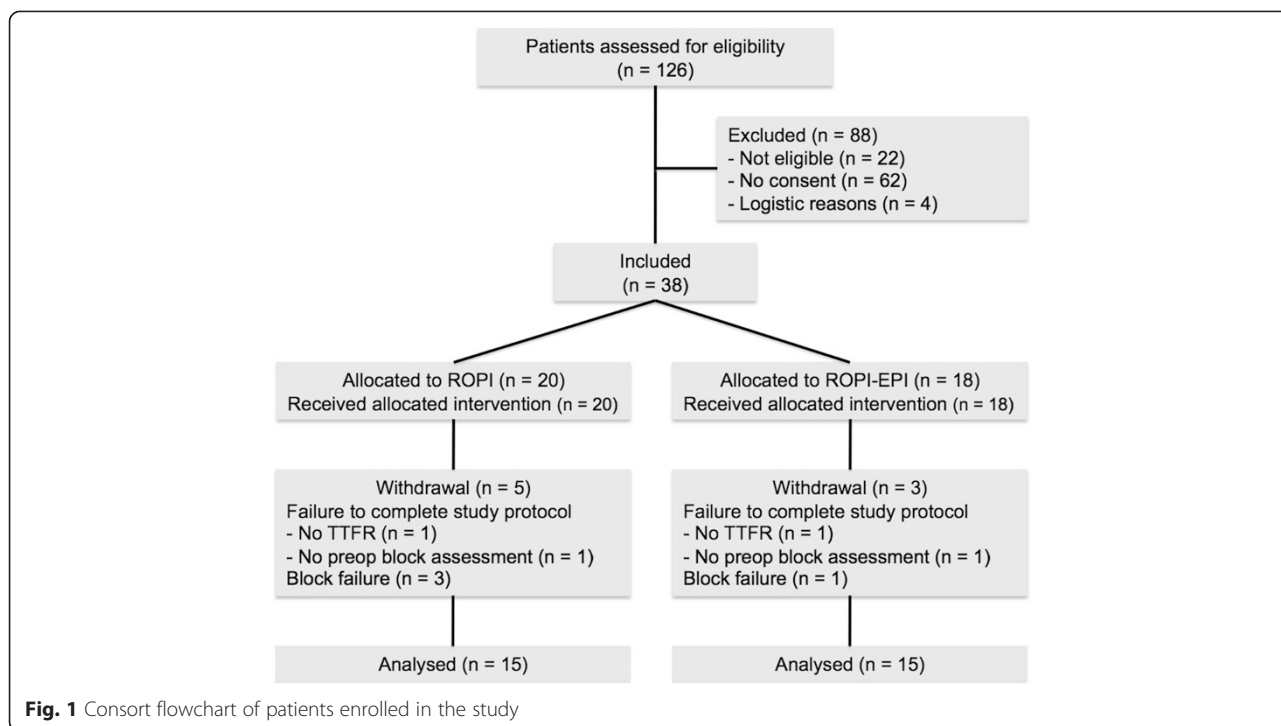 Patients assessed for eligibility
(n = 126)
Excluded (n = 88)
- Not eligible (n = 22)
- No consent (n = 62)
- Logistic reasons (n = 4)
Included
(n = 38)
Allocated to ROPI (n = 20)
Received allocated intervention (n = 20)
Allocated to ROPI-EPI (n = 18)
Received allocated intervention (n = 18)
Withdrawal (n = 5)
Failure to complete study protocol
- No TTFR (n = 1)
- No preop block assessment (n = 1)
Block failure (n = 3)
Withdrawal (n = 3)
Failure to complete study protocol
- No TTFR (n = 1)
- No preop block assessment (n = 1)
Block failure (n = 1)
Analysed (n = 15)
Analysed (n = 15)
Fig. 1 Consort flowchart of patients enrolled in the study